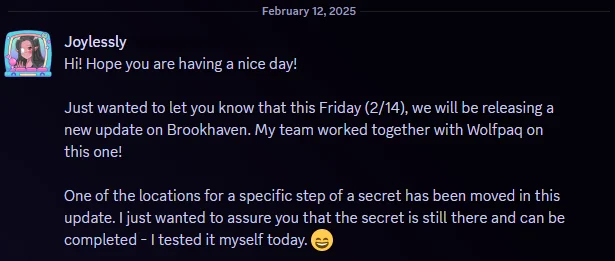 February 12, 2025
Joylessly
Hi! Hope you are having a nice day!
Just wanted to let you know that this Friday (2/14), we will be releasing a
new update on Brookhaven. My team worked together with Wolfpaq on
this one!
One of the locations for a specific step of a secret has been moved in this
update. I just wanted to assure you that the secret is still there and can be
completed - I tested it myself today. 😄